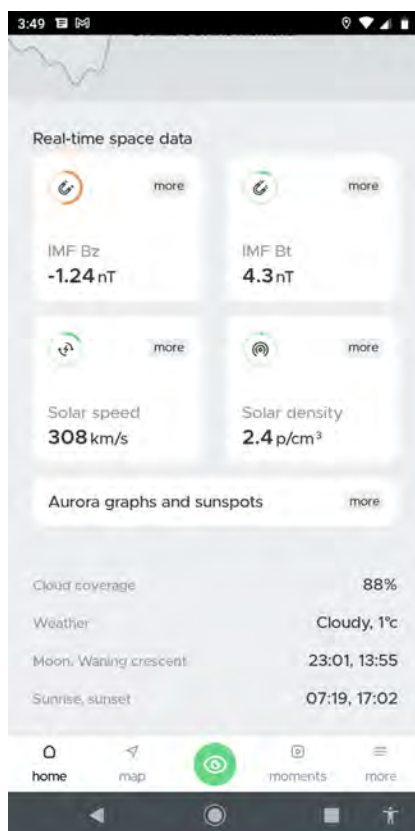 3:49
Real-time space data
more
more
IMF Bz
IMF Bt
-1.24 nT
4.3 nT
more
more
Solar speed
Solar density
308 km/s
2.4 p/cm³
Aurora graphs and sunspots
more
Cloud coverage
88%
Weather
Cloudy, 1°c
Moon, Waning crescent
23:01, 13:55
Sunrise, sunset
07:19, 17:02
home
map
moments
more